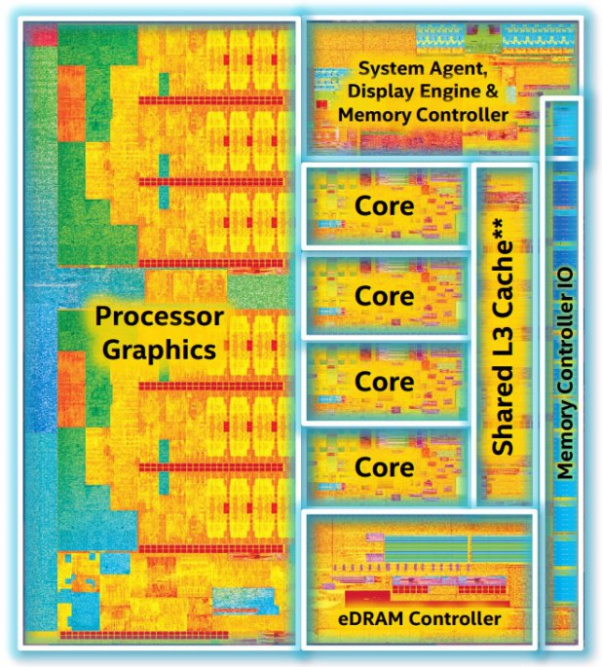 System Agent,
Display Engine &
Memory Controller
Core
Core
Core
Core
Shared L3 Cache**
Memory Controller IO
Processor
Graphics
eDRAM Controller